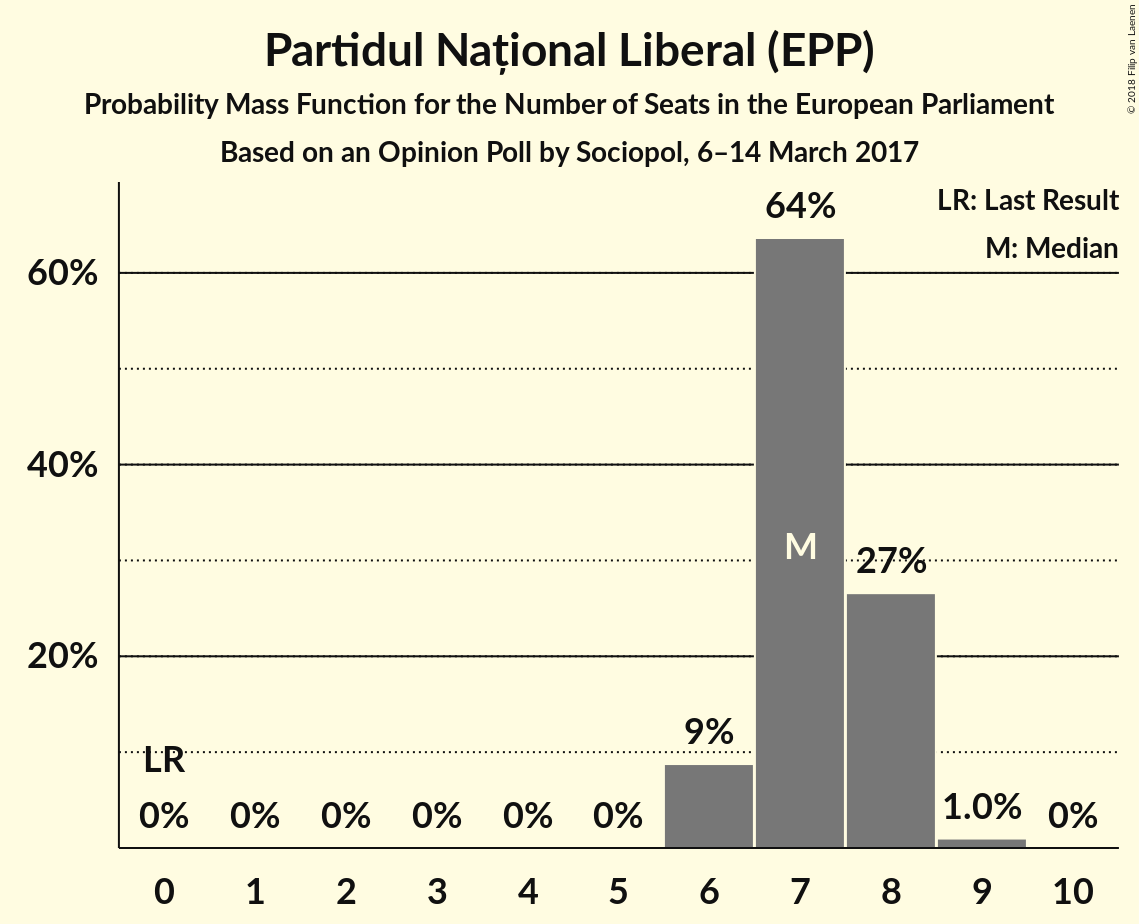 Partidul Național Liberal (EPP)
Probability Mass Function for the Number of Seats in the European Parliament
Based on an Opinion Poll by Sociopol, 6–14 March 2017
© 2018 Filip van Laenen
LR: Last Result
M: Median
64%
60%
40%
M
27%
20%
9%
LR
0% 0% 0% 0% 0% 0% 1.0% 0%
0 1 2 3 4 5 6 7 8 9 10